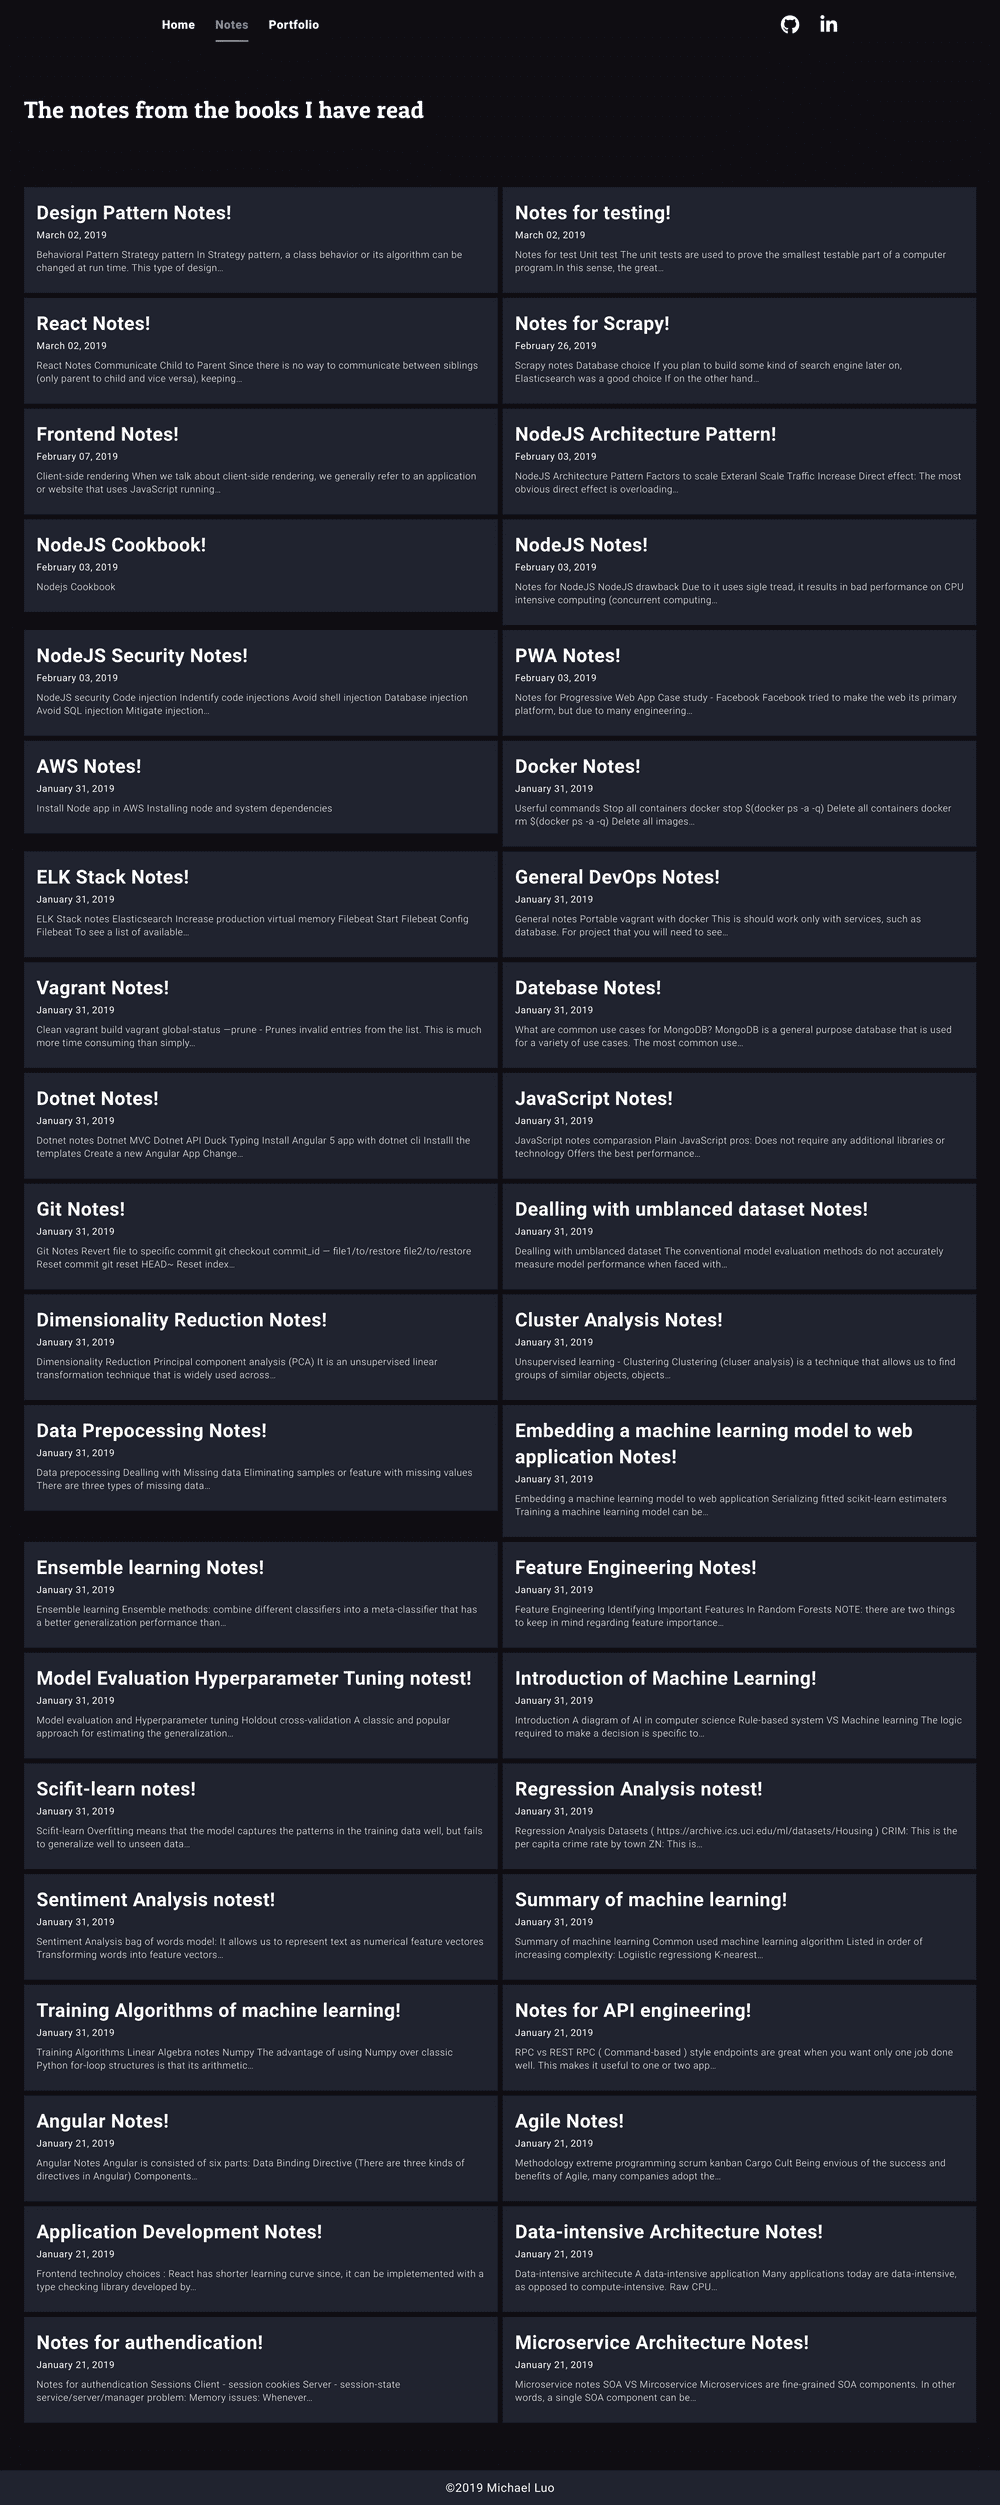 Home Notes Portfolio
The notes from the books I have read
Design Pattern Notes!
March 02, 2019
Behavioral Pattern Strategy pattern In Strategy pattern, a class behavior or its algorithm can be
changed at run time. This type of design…
Notes for testing!
March 02, 2019
Notes for test Unit test The unit tests are used to prove the smallest testable part of a computer
program.In this sense, the great…
React Notes!
March 02, 2019
React Notes Communicate Child to Parent Since there is no way to communicate between siblings
(only parent to child and vice versa), keeping…
Notes for Scrapy!
February 26, 2019
Scrapy notes Database choice If you plan to build some kind of search engine later on,
Elasticsearch was a good choice If on the other hand…
Frontend Notes!
February 07, 2019
Client-side rendering When we talk about client-side rendering, we generally refer to an application
or website that uses JavaScript running…
NodeJS Architecture Pattern!
February 03, 2019
NodeJS Architecture Pattern Factors to scale Exteranl Scale Traffic Increase Direct effect: The most
obvious direct effect is overloading…
NodeJS Cookbook!
February 03, 2019
Nodejs Cookbook
NodeJS Notes!
February 03, 2019
Notes for NodeJS NodeJS drawback Due to it uses sigle tread, it results in bad performance on CPU
intensive computing (concurrent computing…
NodeJS Security Notes!
February 03, 2019
NodeJS security Code injection Indentify code injections Avoid shell injection Database injection
Avoid SQL injection Mitigate injection…
PWA Notes!
February 03, 2019
Notes for Progressive Web App Case study - Facebook Facebook tried to make the web its primary
platform, but due to many engineering…
AWS Notes!
January 31, 2019
Install Node app in AWS Installing node and system dependencies
Docker Notes!
January 31, 2019
Userful commands Stop all containers docker stop $(docker ps -a -q) Delete all containers docker
rm $(docker ps -a -q) Delete all images…
ELK Stack Notes!
January 31, 2019
ELK Stack notes Elasticsearch Increase production virtual memory Filebeat Start Filebeat Config
Filebeat To see a list of available…
General DevOps Notes!
January 31, 2019
General notes Portable vagrant with docker This is should work only with services, such as
database. For project that you will need to see…
Vagrant Notes!
January 31, 2019
Clean vagrant build vagrant global-status —prune - Prunes invalid entries from the list. This is much
more time consuming than simply…
Datebase Notes!
January 31, 2019
What are common use cases for MongoDB? MongoDB is a general purpose database that is used
for a variety of use cases. The most common use…
Dotnet Notes!
January 31, 2019
Dotnet notes Dotnet MVC Dotnet API Duck Typing Install Angular 5 app with dotnet cli Installl the
templates Create a new Angular App Change…
JavaScript Notes!
January 31, 2019
JavaScript notes comparasion Plain JavaScript pros: Does not require any additional libraries or
technology Offers the best performance…
Git Notes!
January 31, 2019
Git Notes Revert file to specific commit git checkout commit_id — file1/to/restore file2/to/restore
Reset commit git reset HEAD~ Reset index…
Dealling with umblanced dataset Notes!
January 31, 2019
Dealling with umblanced dataset The conventional model evaluation methods do not accurately
measure model performance when faced with…
Dimensionality Reduction Notes!
January 31, 2019
Dimensionality Reduction Principal component analysis (PCA) It is an unsupervised linear
transformation technique that is widely used across…
Cluster Analysis Notes!
January 31, 2019
Unsupervised learning - Clustering Clustering (cluser analysis) is a technique that allows us to find
groups of similar objects, objects…
Data Prepocessing Notes!
January 31, 2019
Data prepocessing Dealling with Missing data Eliminating samples or feature with missing values
There are three types of missing data…
Embedding a machine learning model to web
application Notes!
January 31, 2019
Embedding a machine learning model to web application Serializing fitted scikit-learn estimaters
Training a machine learning model can be…
Ensemble learning Notes!
January 31, 2019
Ensemble learning Ensemble methods: combine different classifiers into a meta-classifier that has
a better generalization performance than…
Feature Engineering Notes!
January 31, 2019
Feature Engineering Identifying Important Features In Random Forests NOTE: there are two things
to keep in mind regarding feature importance…
Model Evaluation Hyperparameter Tuning notest!
January 31, 2019
Model evaluation and Hyperparameter tuning Holdout cross-validation A classic and popular
approach for estimating the generalization…
Introduction of Machine Learning!
January 31, 2019
Introduction A diagram of AI in computer science Rule-based system VS Machine learning The logic
required to make a decision is specific to…
Scifit-learn notes!
January 31, 2019
Scifit-learn Overfitting means that the model captures the patterns in the training data well, but fails
to generalize well to unseen data…
Regression Analysis notest!
January 31, 2019
Regression Analysis Datasets ( https://archive.ics.uci.edu/ml/datasets/Housing ) CRIM: This is the
per capita crime rate by town ZN: This is…
Sentiment Analysis notest!
January 31, 2019
Sentiment Analysis bag of words model: It allows us to represent text as numerical feature vectores
Transforming words into feature vectors…
Summary of machine learning!
January 31, 2019
Summary of machine learning Common used machine learning algorithm Listed in order of
increasing complexity: Logiistic regressiong K-nearest…
Training Algorithms of machine learning!
January 31, 2019
Training Algorithms Linear Algebra notes Numpy The advantage of using Numpy over classic
Python for-loop structures is that its arithmetic…
Notes for API engineering!
January 21, 2019
RPC vs REST RPC ( Command-based ) style endpoints are great when you want only one job done
well. This makes it useful to one or two app…
Angular Notes!
January 21, 2019
Angular Notes Angular is consisted of six parts: Data Binding Directive (There are three kinds of
directives in Angular) Components…
Agile Notes!
January 21, 2019
Methodology extreme programming scrum kanban Cargo Cult Being envious of the success and
benefits of Agile, many companies adopt the…
Application Development Notes!
January 21, 2019
Frontend technoloy choices : React has shorter learning curve since, it can be impletemented with a
type checking library developed by…
Data-intensive Architecture Notes!
January 21, 2019
Data-intensive architecute A data-intensive application Many applications today are data-intensive,
as opposed to compute-intensive. Raw CPU…
Notes for authendication!
January 21, 2019
Notes for authendication Sessions Client - session cookies Server - session-state
service/server/manager problem: Memory issues: Whenever…
Microservice Architecture Notes!
January 21, 2019
Microservice notes SOA VS Mircoservice Microservices are fine-grained SOA components. In other
words, a single SOA component can be…
©2019 Michael Luo